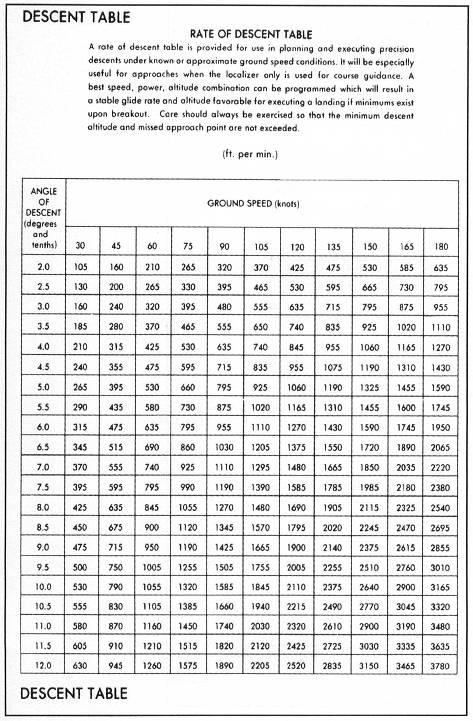 DESCENT TABLE
RATE OF DESCENT TABLE
A rate of descent table is provided for use in planning and executing precision
descents under known or approximate ground speed conditions. It will be especially
useful for approaches when the localizer only is used for course guidance. A
best speed, power, altitude combination can be programmed which will result in
a stable glide rate and altitude favorable for executing a landing if minimums exist
upon breakout. Care should always be exercised so that the minimum descent
altitude and missed approach point are not exceeded.
(ft. per min.)
ANGLE
OF
DESCENT
(degrees
and
tenths)
GROUND SPEED (knots)
30 45 60 75 90 105 120 135 150 165 180
2.0 105 160 210 265 320 370 425 475 530 585 635
2.5 130 200 265 330 395 465 530 595 665 730 795
3.0 160 240 320 395 480 555 635 715 795 875 955
3.5 185 280 370 465 555 650 740 835 925 1020 1110
4.0 210 315 425 530 635 740 845 955 1060 1165 1270
4.5 240 355 475 595 715 835 955 1075 1190 1310 1430
5.0 265 395 530 660 795 925 1060 1190 1325 1455 1590
5.5 290 435 580 730 875 1020 1165 1310 1455 1600 1745
6.0 315 475 635 795 955 1110 1270 1430 1590 1745 1950
6.5 345 515 690 860 1030 1205 1375 1550 1720 1890 2065
7.0 370 555 740 925 1110 1295 1480 1665 1850 2035 2220
7.5 395 595 795 990 1190 1390 1585 1785 1985 2180 2380
8.0 425 635 845 1055 1270 1480 1690 1905 2115 2325 2540
8.5 450 675 900 1120 1345 1570 1795 2020 2245 2470 2695
9.0 475 715 950 1190 1425 1665 1900 2140 2375 2615 2855
9.5 500 750 1005 1255 1505 1755 2005 2255 2510 2760 3010
10.0 530 790 1055 1320 1585 1845 2110 2375 2640 2900 3165
10.5 555 830 1105 1385 1660 1940 2215 2490 2770 3045 3320
11.0 580 870 1160 1450 1740 2030 2320 2610 2900 3190 3480
11.5 605 910 1210 1515 1820 2120 2425 2725 3030 3335 3635
12.0 630 945 1260 1575 1890 2205 2520 2835 3150 3465 3780
DESCENT TABLE